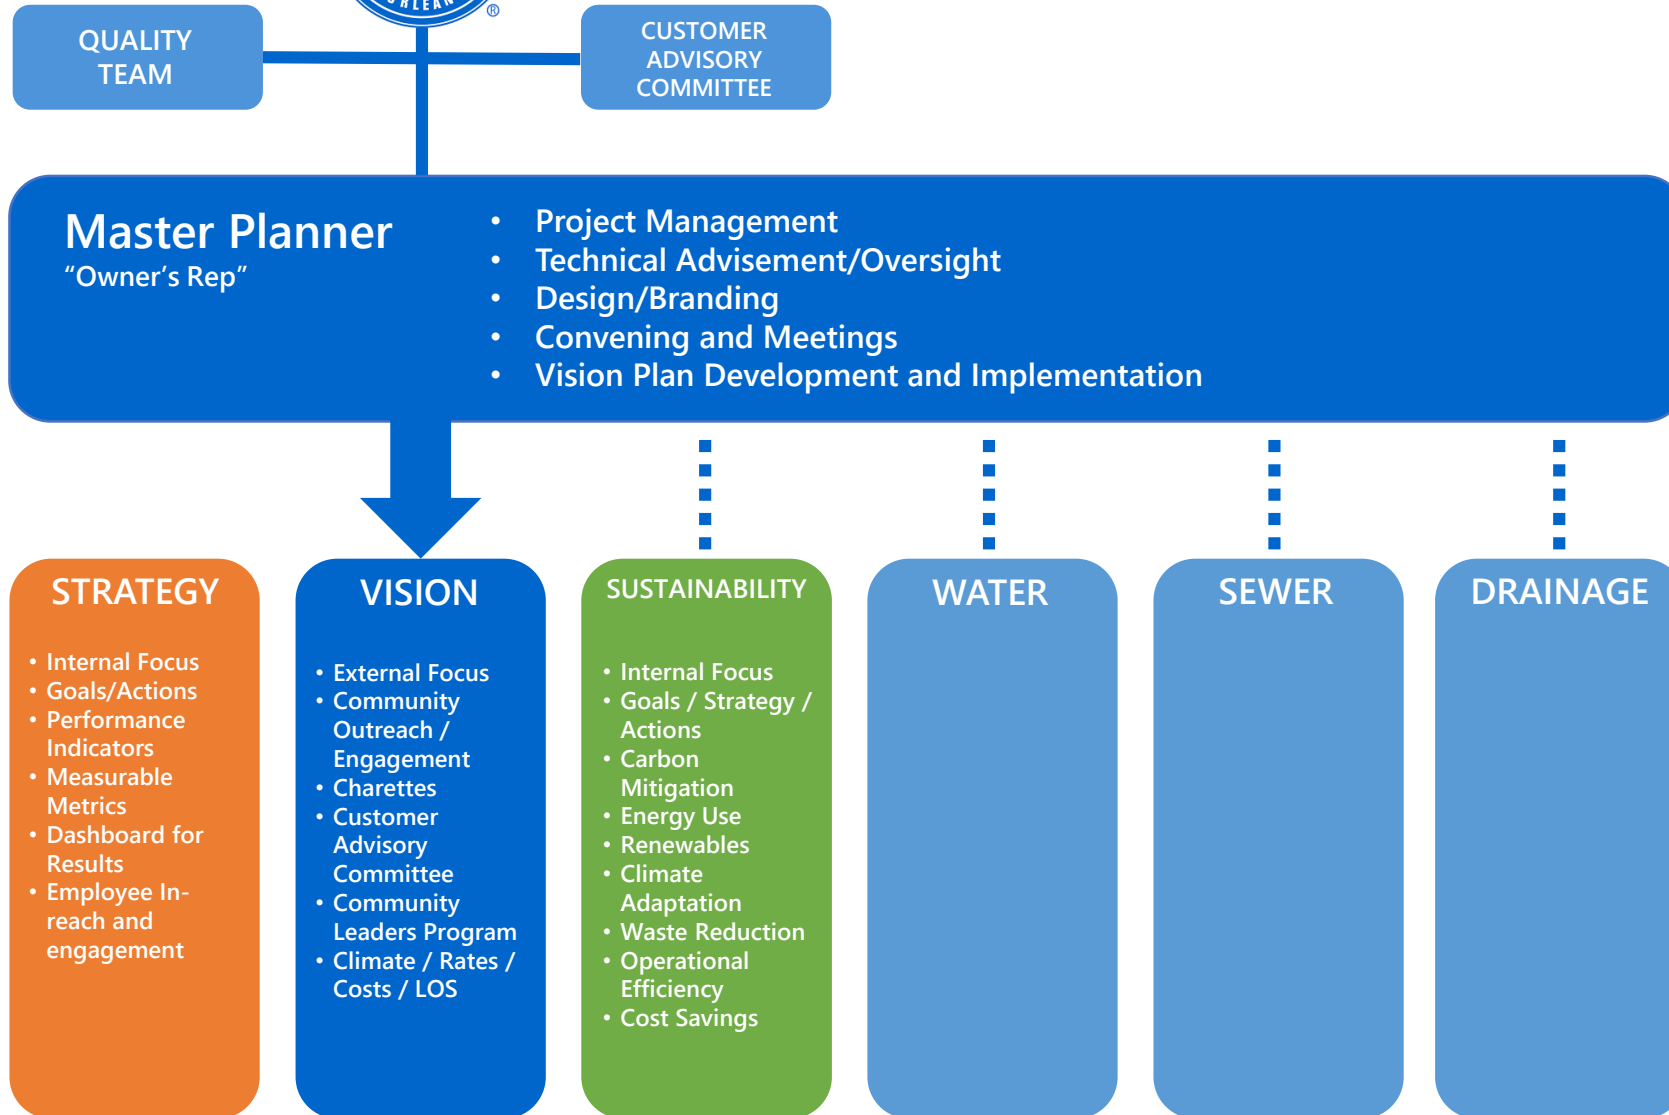 RLEAN
®
QUALITY
TEAM
CUSTOMER
ADVISORY
COMMITTEE
Master Planner
"Owner's Rep"
• Project Management
• Technical Advisement/Oversight
• Design/Branding
• Convening and Meetings
• Vision Plan Development and Implementation
STRATEGY
• Internal Focus
• Goals/Actions
• Performance
Indicators
• Measurable
Metrics
• Dashboard for
Results
• Employee In-
reach and
engagement
VISION
• External Focus
• Community
Outreach /
Engagement
• Charettes
• Customer
Advisory
Committee
• Community
Leaders Program
• Climate / Rates /
Costs / LOS
SUSTAINABILITY
• Internal Focus
• Goals / Strategy /
Actions
• Carbon
Mitigation
• Energy Use
• Renewables
• Climate
Adaptation
• Waste Reduction
• Operational
Efficiency
• Cost Savings
WATER
SEWER
DRAINAGE